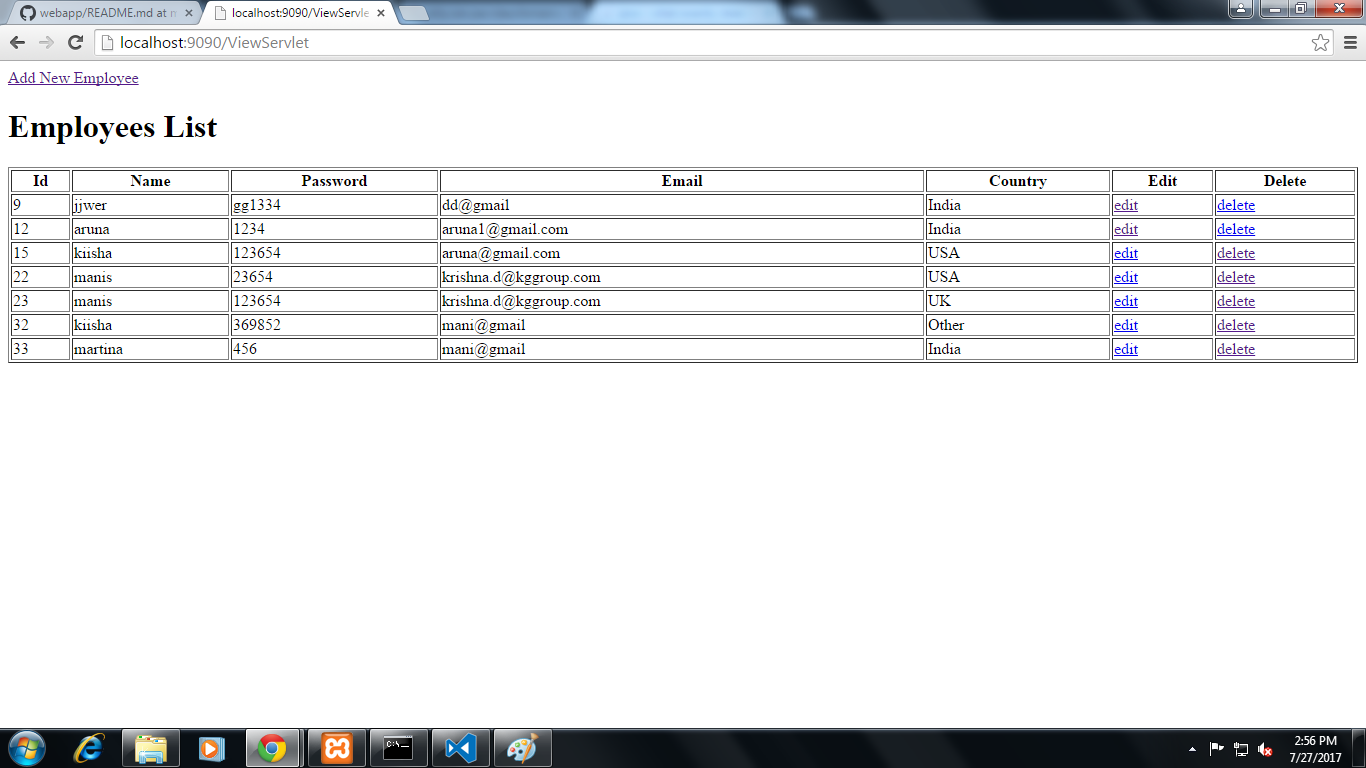 webapp/README.md at m
localhost:9090/ViewServle
localhost:9090/ViewServlet
Add New Employee
Employees List
Id Name Password Email Country Edit Delete
9 jjwer gg1334 dd@gmail India edit delete
12 aruna 1234 aruna1@gmail.com India edit delete
15 kiisha 123654 aruna@gmail.com USA edit delete
22 manis 23654 krishna.d@kggroup.com USA edit delete
23 manis 123654 krishna.d@kggroup.com UK edit delete
32 kiisha 369852 mani@gmail Other edit delete
33 martina 456 mani@gmail India edit delete
C:\_
2:56 PM
7/27/2017